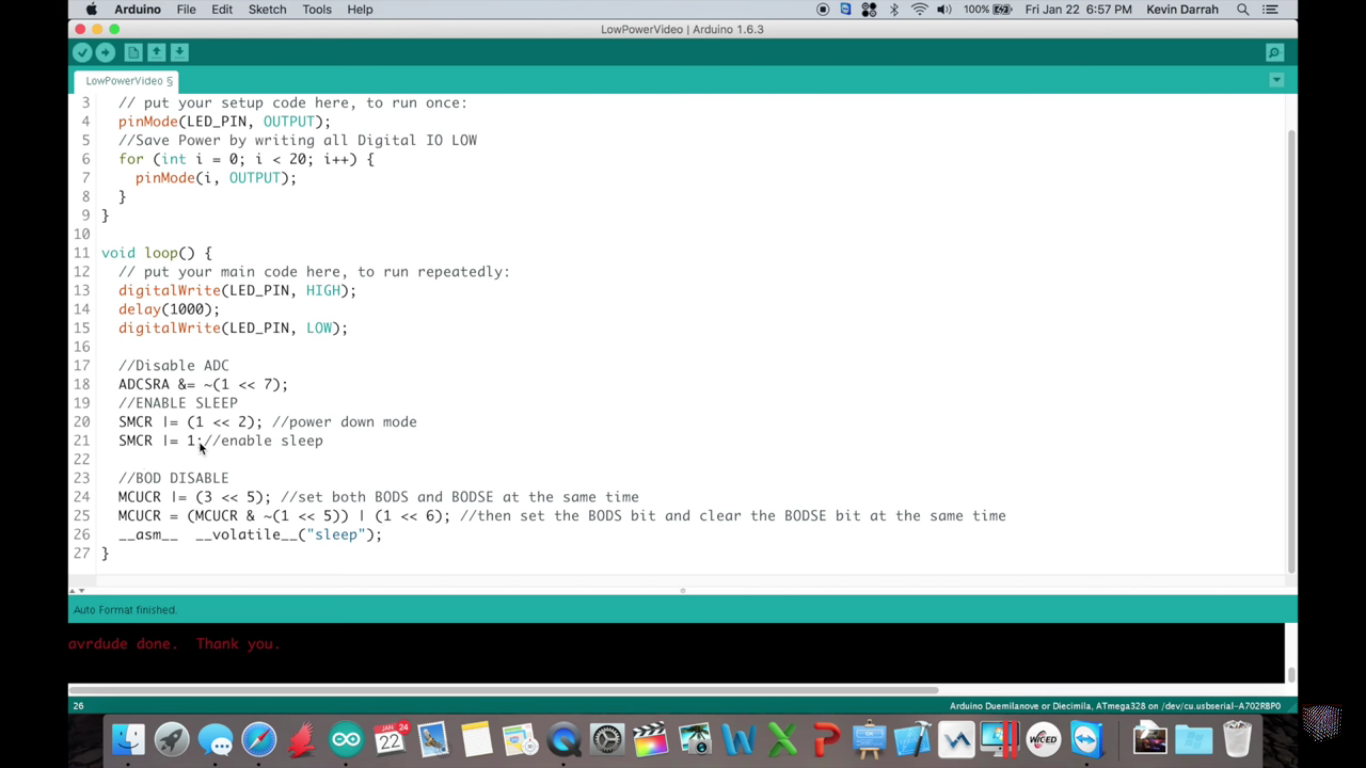 Arduino File Edit Sketch Tools Help 100% Fri Jan 22 6:57 PM Kevin Darrah
LowPowerVideo | Arduino 1.6.3
LowPowerVideo §
3 // put your setup code here, to run once:
4 pinMode(LED_PIN, OUTPUT);
5 //Save Power by writing all Digital IO LOW
6 for (int i = 0; i < 20; i++) {
7 pinMode(i, OUTPUT);
8 }
9 }
10
11 void loop() {
12 // put your main code here, to run repeatedly:
13 digitalWrite(LED_PIN, HIGH);
14 delay(1000);
15 digitalWrite(LED_PIN, LOW);
16
17 //Disable ADC
18 ADCSRA &= ~(1 << 7);
19 //ENABLE SLEEP
20 SMCR |= (1 << 2); //power down mode
21 SMCR |= 1;//enable sleep
22
23 //BOD DISABLE
24 MCUCR |= (3 << 5); //set both BODS and BODSE at the same time
25 MCUCR = (MCUCR & ~(1 << 5)) | (1 << 6); //then set the BODS bit and clear the BODSE bit at the same time
26 __asm__ __volatile__("sleep");
27 }
Auto Format finished.
avrdude done. Thank you.
26 Arduino Duemilanove or Diecimila, ATmega328 on /dev/cu.usbserial-A702RBP0
JAN 24
22
WICED